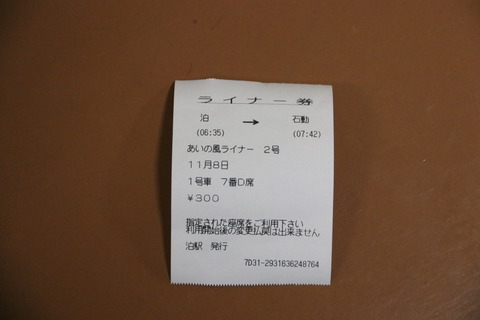 ライナー券
泊 → 石動
(06:35) (07:42)
あいの風ライナー 2号
11月8日
1号車 7番D席
¥300
指定された座席をご利用下さい
利用開始後の変更払戻は出来ません
泊駅 発行
7D31-2931636248764